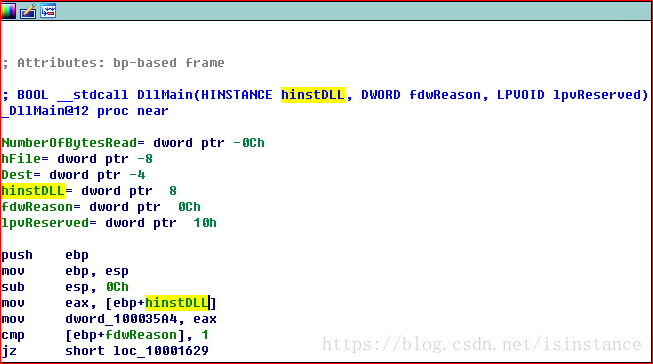 ; Attributes: bp-based frame
; BOOL __stdcall DllMain(HINSTANCE hinstDLL, DWORD fdwReason, LPVOID lpvReserved)
_DllMain@12 proc near
NumberOfBytesRead= dword ptr -0Ch
hFile= dword ptr -8
Dest= dword ptr -4
hinstDLL= dword ptr  8
fdwReason= dword ptr  0Ch
lpvReserved= dword ptr  10h
push    ebp
mov     ebp, esp
sub     esp, 0Ch
mov     eax, [ebp+hinstDLL]
mov     dword_100035A4, eax
cmp     [ebp+fdwReason], 1
jz      short loc_10001629
https://blog.csdn.net/isinstance